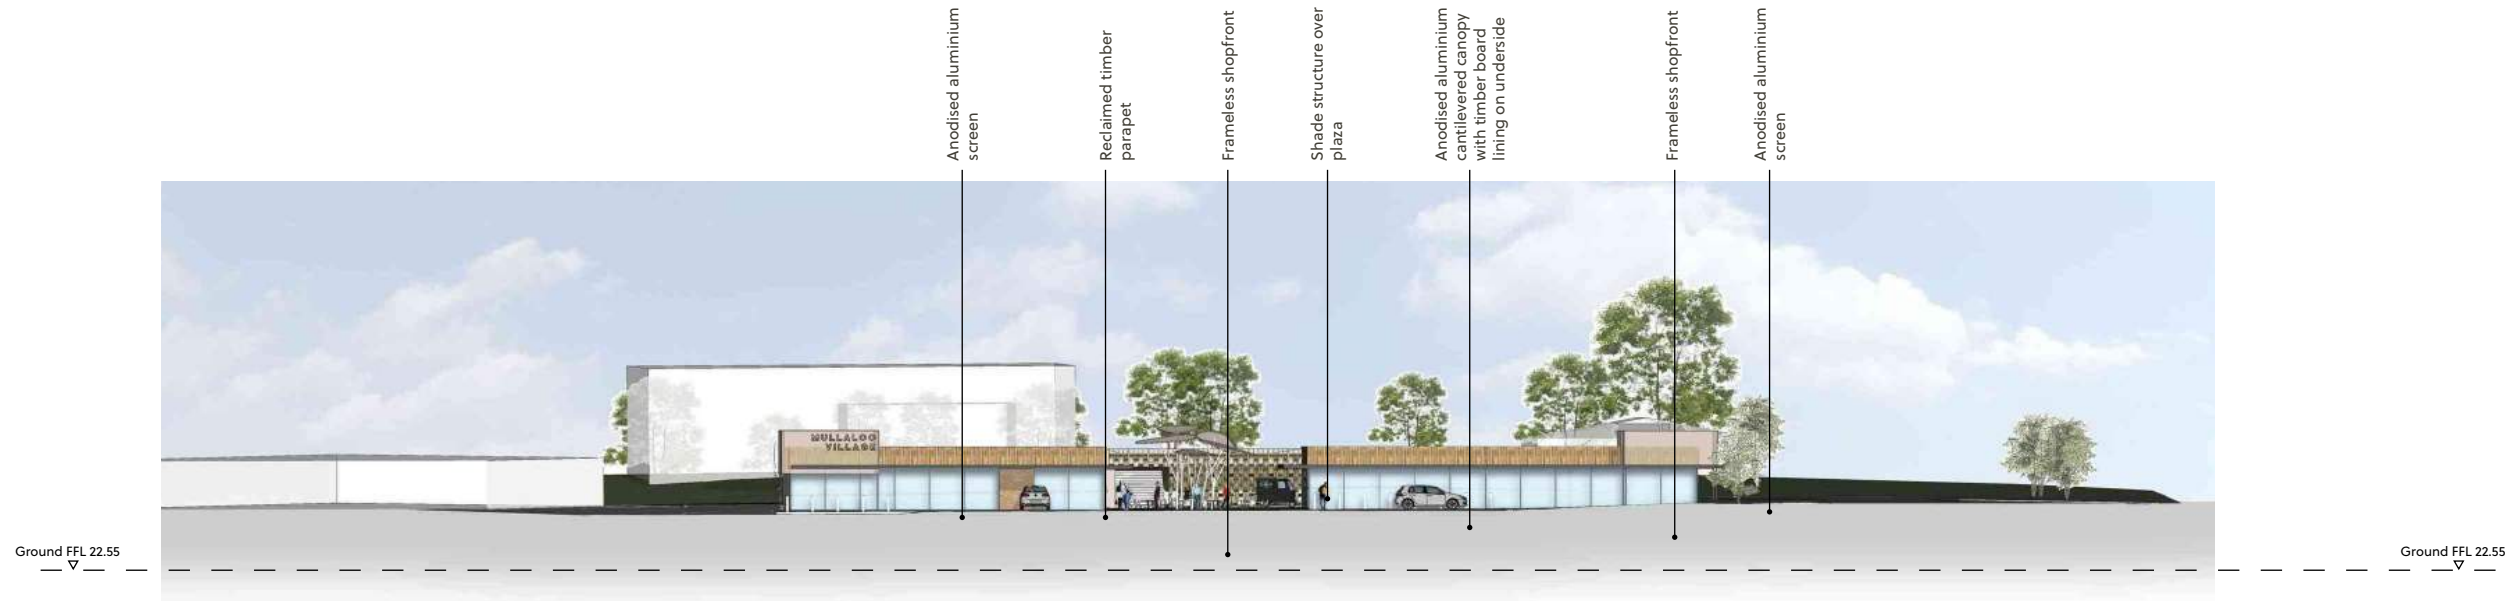 Anodised aluminium
screen
Reclaimed timber
parapet
Frameless shopfront
Shade structure over
plaza
Anodised aluminium
cantilevered canopy
with timber board
lining on underside
Frameless shopfront
Anodised aluminium
screen
MULLALOO
VILLAGE
Ground FFL 22.55
Ground FFL 22.55